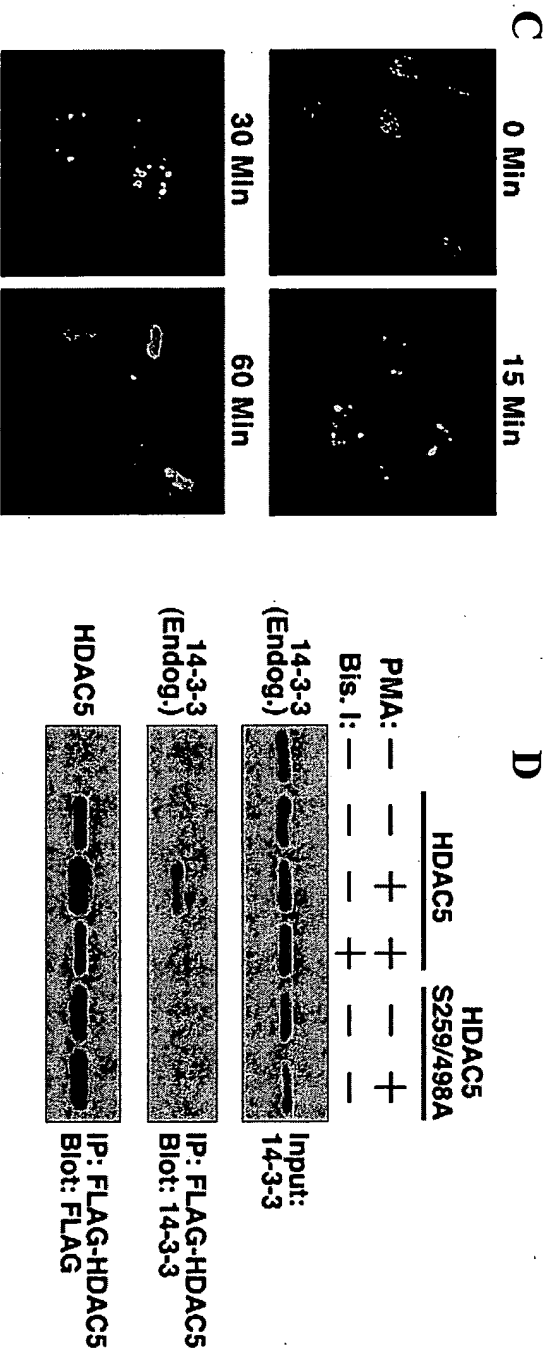 C
0 Min
15 Min
30 Min
60 Min
D
HDAC5
HDAC5
S259/498A
PMA: — — + + — +
Bis. I: — — — + — —
14-3-3
(Endog.)
Input:
14-3-3
14-3-3
(Endog.)
IP: FLAG-HDAC5
Blot: 14-3-3
HDAC5
IP: FLAG-HDAC5
Blot: FLAG